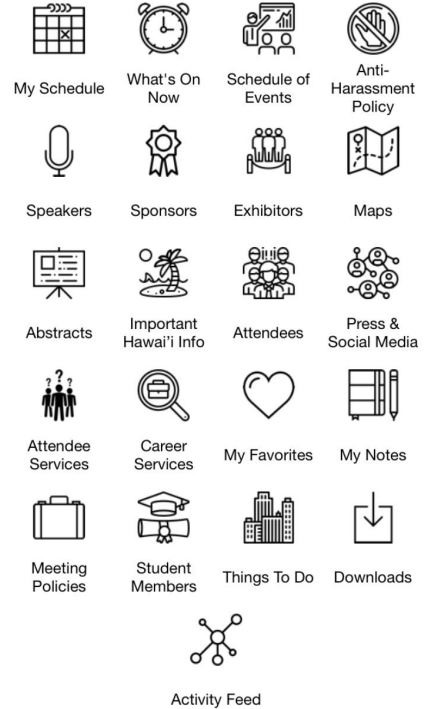 My Schedule
What's On
Now
Schedule of
Events
Anti-
Harassment
Policy
Speakers
Sponsors
Exhibitors
Maps
Abstracts
Important
Hawai’i Info
Attendees
Press &
Social Media
Attendee
Services
Career
Services
My Favorites
My Notes
Meeting
Policies
Student
Members
Things To Do
Downloads
Activity Feed